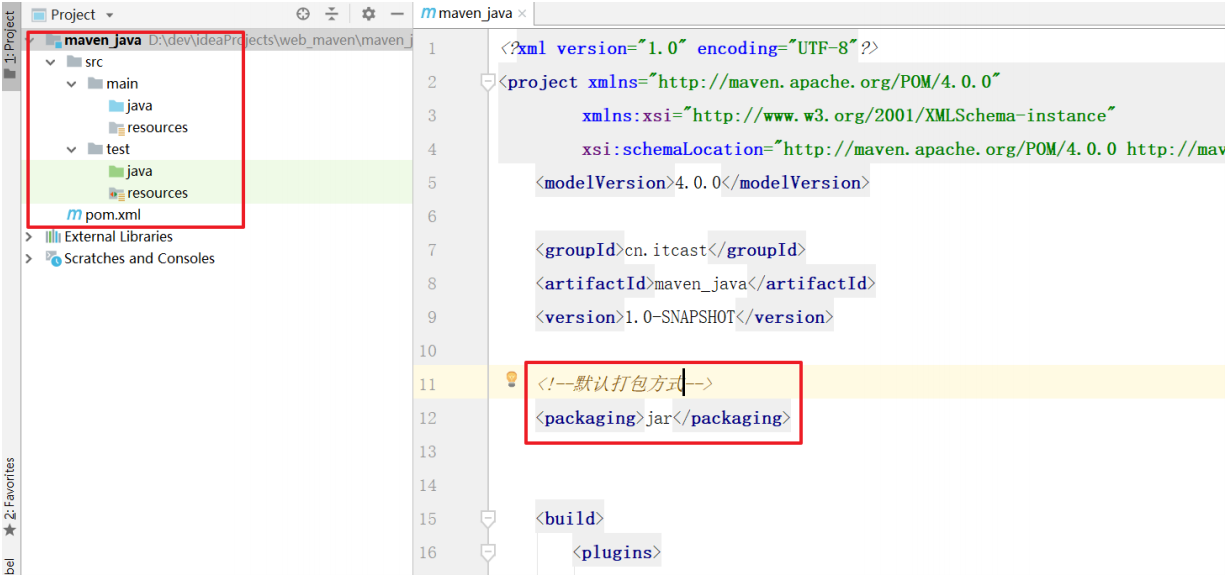 1: Project
2: Favorites
Project
maven_java D:\dev\ideaProjects\web_maven\maven_j
src
main
java
resources
test
java
resources
pom.xml
External Libraries
Scratches and Consoles
maven_java
1 <?xml version="1.0" encoding="UTF-8"?>
2 <project xmlns="http://maven.apache.org/POM/4.0.0"
3 xmlns:xsi="http://www.w3.org/2001/XMLSchema-instance"
4 xsi:schemaLocation="http://maven.apache.org/POM/4.0.0 http://mav
5 <modelVersion>4.0.0</modelVersion>
6
7 <groupId>cn.itcast</groupId>
8 <artifactId>maven_java</artifactId>
9 <version>1.0-SNAPSHOT</version>
10
11 <!--默认打包方式-->
12 <packaging>jar</packaging>
13
14
15 <build>
16 <plugins>